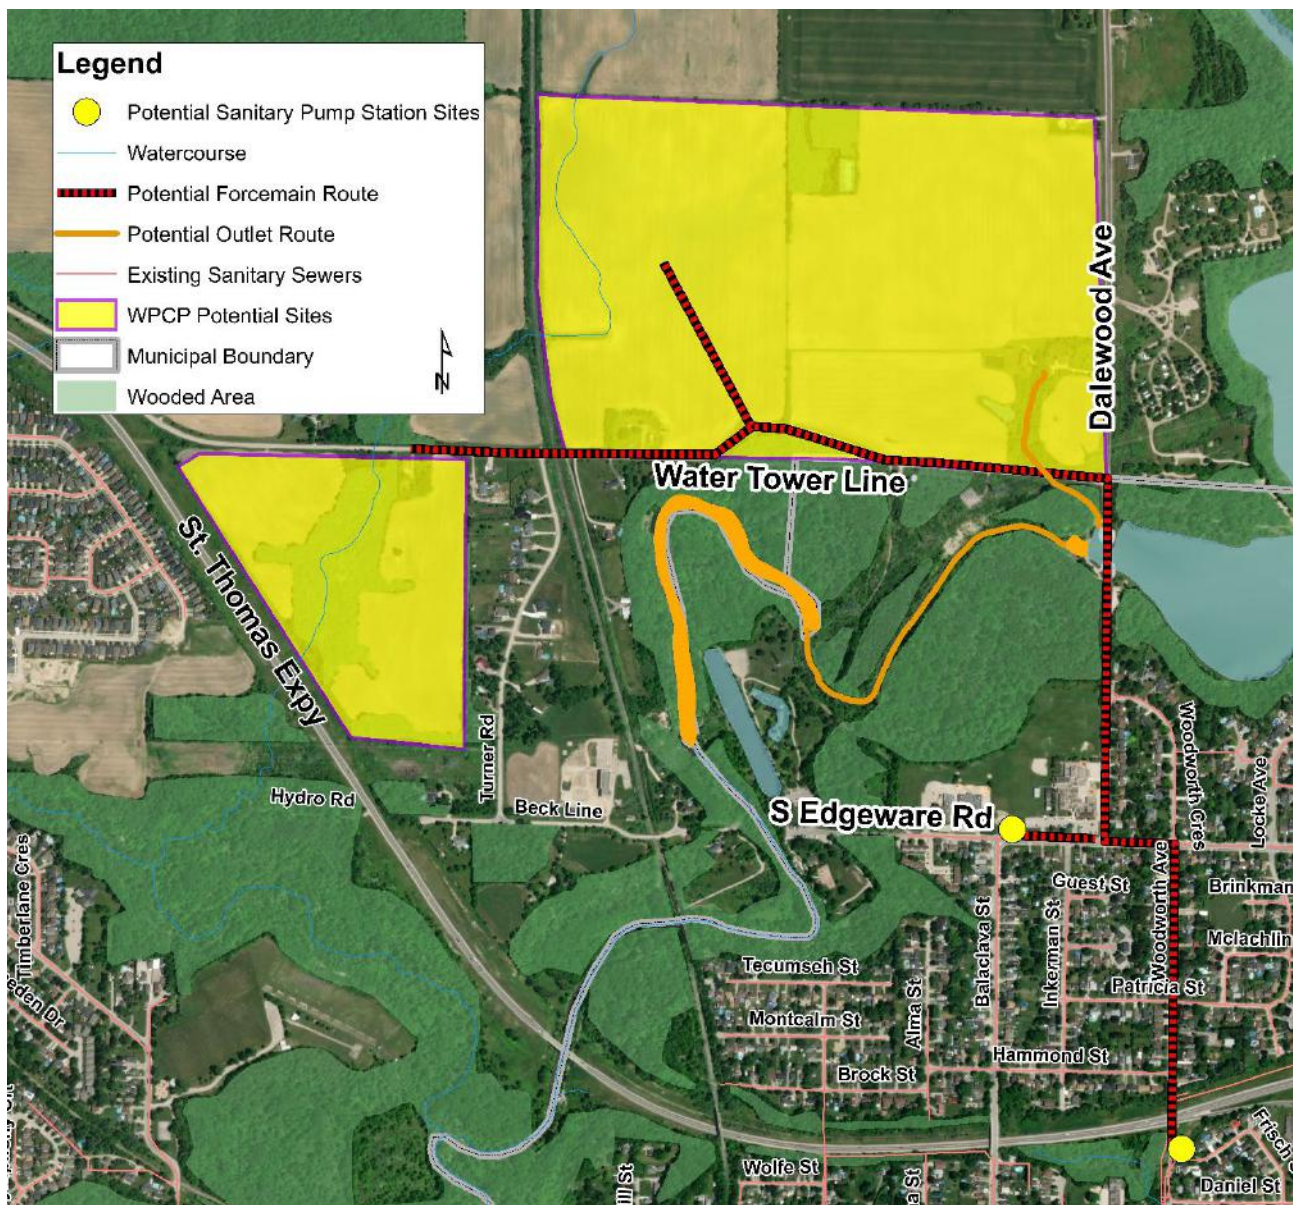 Legend
Potential Sanitary Pump Station Sites
Watercourse
Potential Forcemain Route
Potential Outlet Route
Existing Sanitary Sewers
WPCP Potential Sites
Municipal Boundary
Wooded Area
N
Dalewood Ave
Water Tower Line
St. Thomas Expy
Turner Rd
Hydro Rd
Beck Line
S Edgeware Rd
Woodworth Cres
Locke Ave
Timberlane Cres
Guest St
Woodworth Ave
Brinkman
Balaclava St
Inkerman St
Mclachlin
Tecumseh St
Patricia St
Alma St
Montcalm St
Hammond St
Brock St
Wolfe St
Daniel St
Frisch